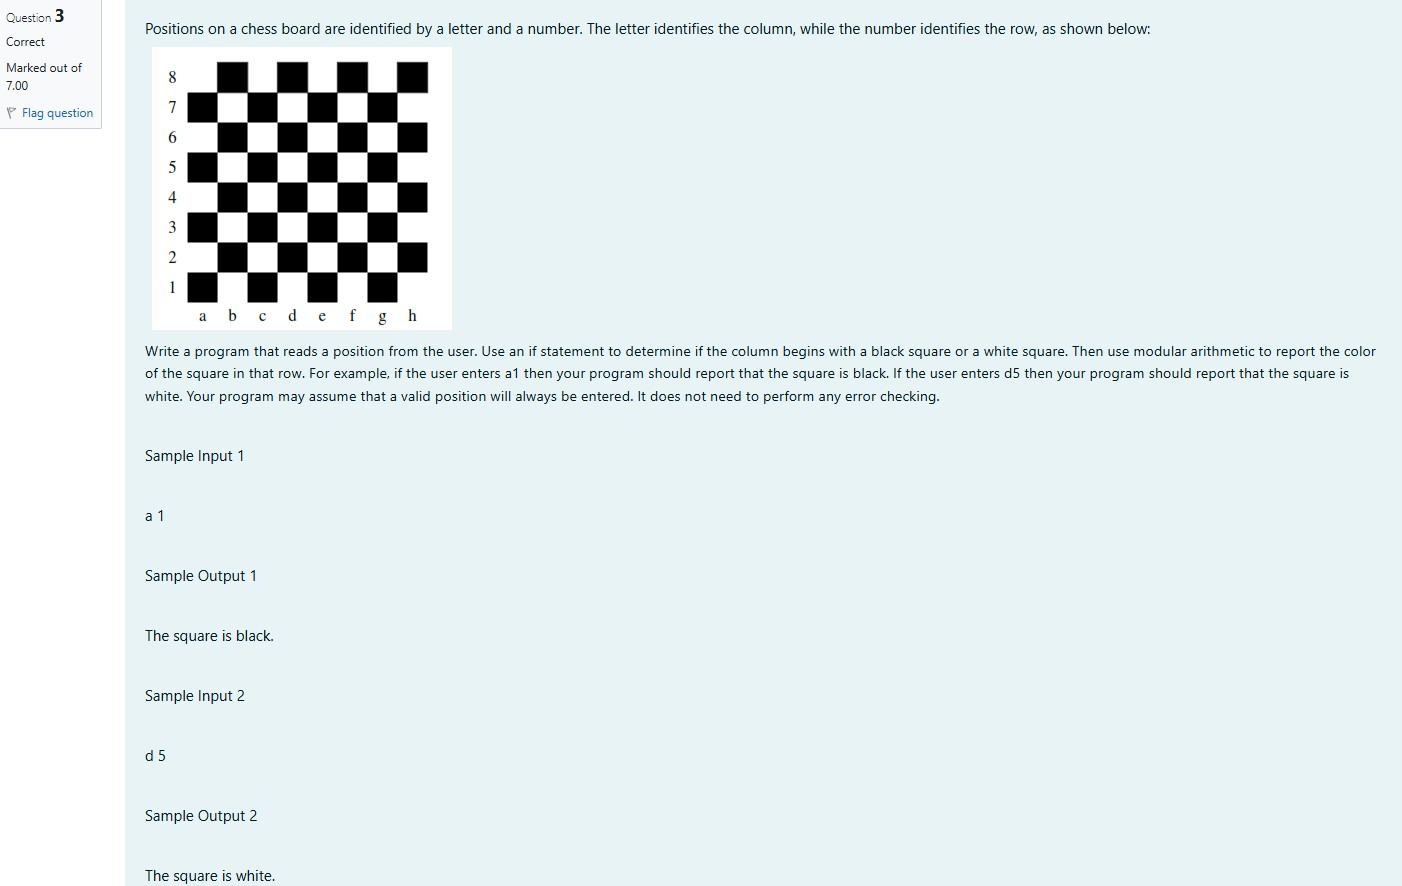 Question 3
Correct
Marked out of
7.00
Flag question
Positions on a chess board are identified by a letter and a number. The letter identifies the column, while the number identifies the row, as shown below:
8
7
6
5
4
3
2
1
a b c d e f g h
Write a program that reads a position from the user. Use an if statement to determine if the column begins with a black square or a white square. Then use modular arithmetic to report the color
of the square in that row. For example, if the user enters a1 then your program should report that the square is black. If the user enters d5 then your program should report that the square is
white. Your program may assume that a valid position will always be entered. It does not need to perform any error checking.
Sample Input 1
a 1
Sample Output 1
The square is black.
Sample Input 2
d 5
Sample Output 2
The square is white.